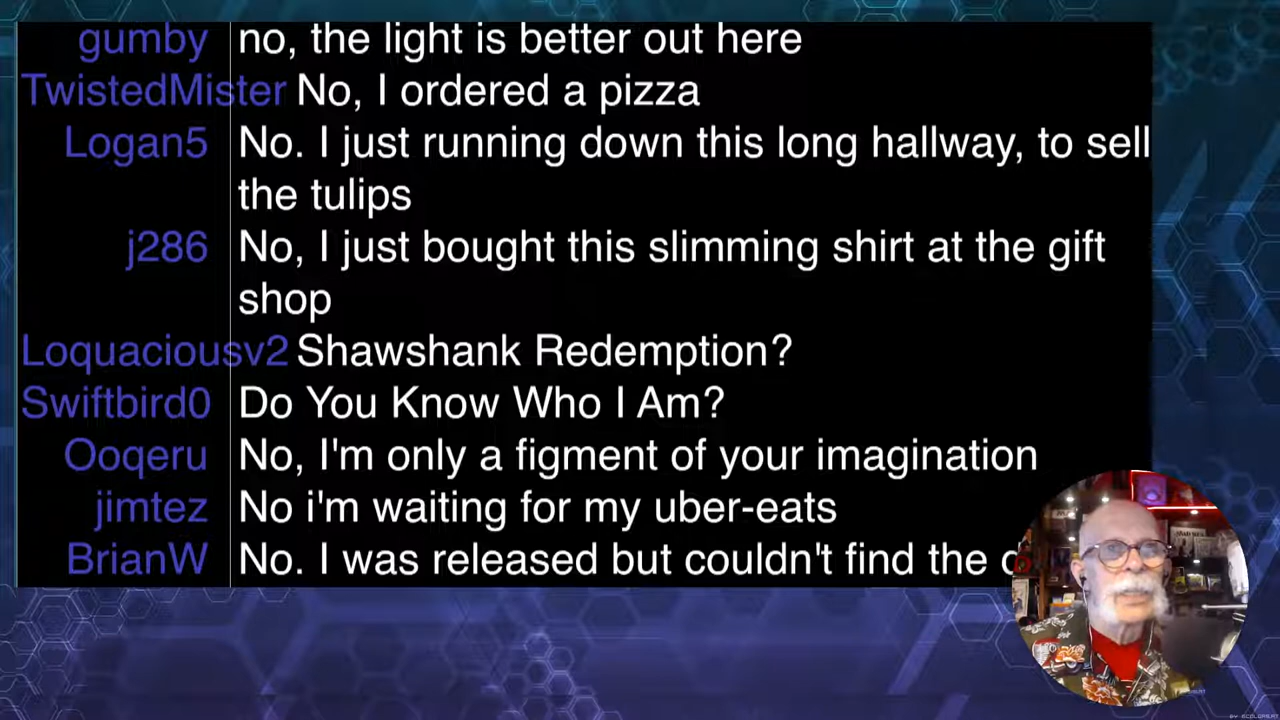 gumby no, the light is better out here
TwistedMister No, I ordered a pizza
Logan5 No. I just running down this long hallway, to sell
the tulips
j286 No, I just bought this slimming shirt at the gift
shop
Loquaciousv2 Shawshank Redemption?
Swiftbird0 Do You Know Who I Am?
Ooqeru No, I'm only a figment of your imagination
jimtez No i'm waiting for my uber-eats
BrianW No. I was released but couldn't find the